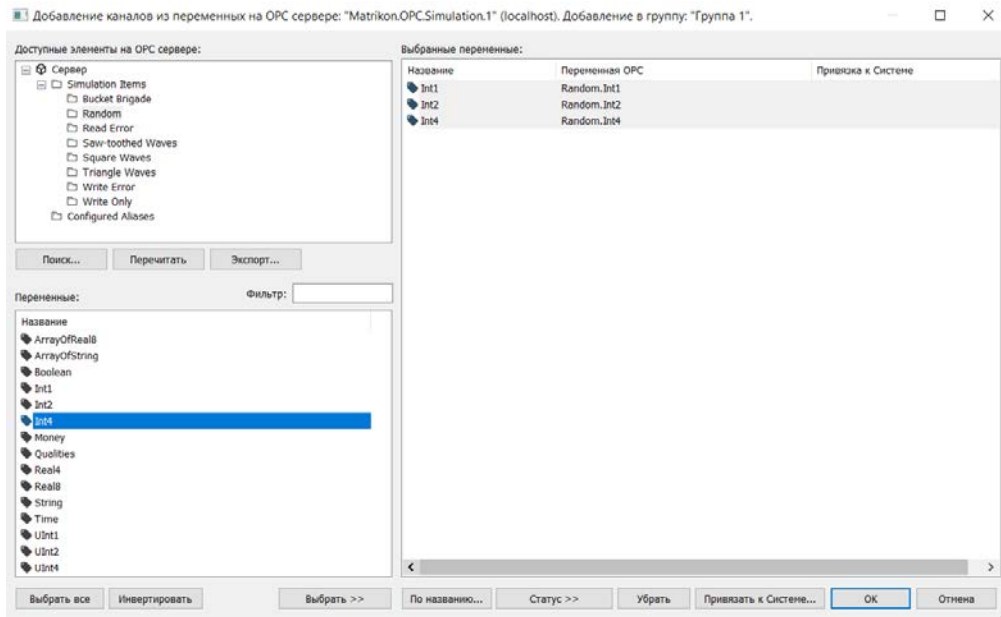 Добавление каналов из переменных на OPC сервере: "Matrikon.OPC.Simulation.1" (localhost). Добавление в группу: "Группа 1".
Доступные элементы на OPC сервере:
Сервер
Simulation Items
Bucket Brigade
Random
Read Error
Saw-toothed Waves
Square Waves
Triangle Waves
Write Error
Write Only
Configured Aliases
Поиск... Перечитать Экспорт...
Переменные: Фильтр:
Название
ArrayOfReal8
ArrayOfString
Boolean
Int1
Int2
Int4
Money
Qualities
Real4
Real8
String
Time
UInt1
UInt2
UInt4
Выбрать все Инвертировать Выбрать >>
Выбранные переменные:
Название Переменная OPC Привязка к Системе
Int1 Random.Int1
Int2 Random.Int2
Int4 Random.Int4
По названию... Статус >> Убрать Привязать к Системе... OK Отмена